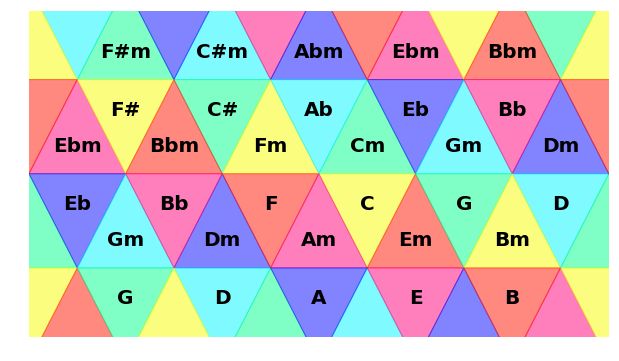 F#m C#m Abm Ebm Bbm
F# C# Ab Eb Bb
Ebm Bbm Fm Cm Gm Dm
Eb Bb F C G D
Gm Dm Am Em Bm
G D A E B